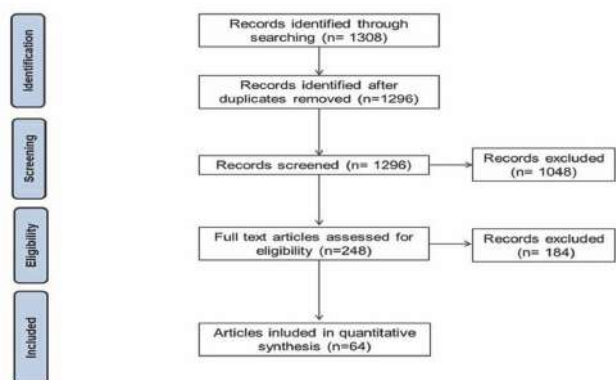 Identification
Records identified through
searching (n= 1308)
Records identified after
duplicates removed (n=1296)
Screening
Records screened (n= 1296)
Records excluded
(n= 1048)
Eligibility
Full text articles assessed for
eligibility (n=248)
Records excluded
(n= 184)
Included
Articles inluded in quantitative
synthesis (n=64)